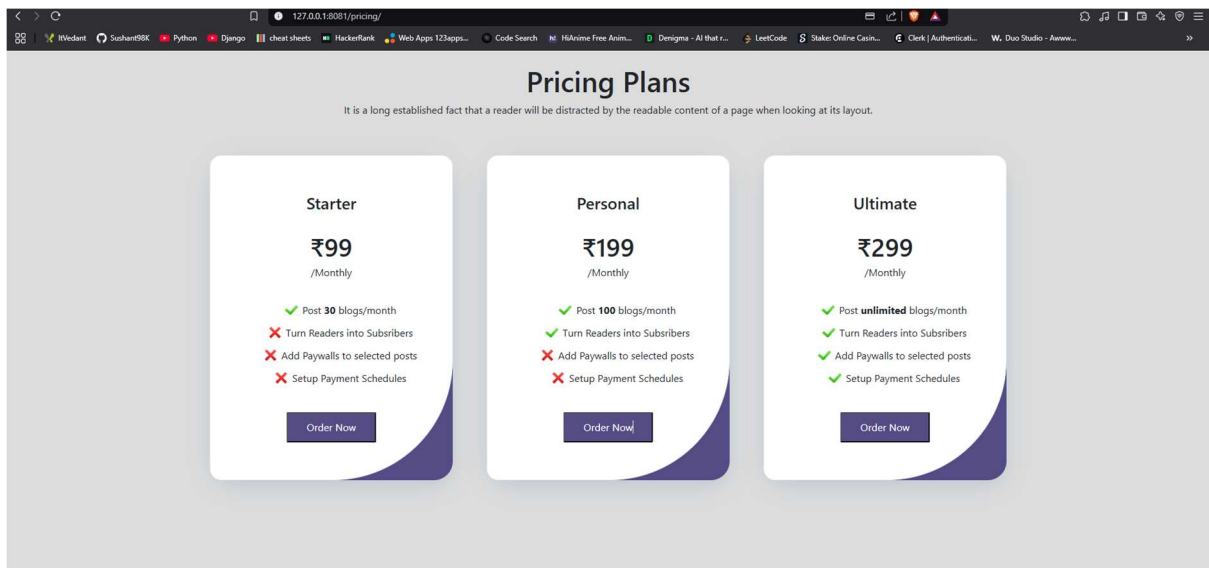 127.0.0.1:8081/pricing/
ItVedant Sushant98K Python Django cheat sheets HackerRank Web Apps 123apps... Code Search HiAnime Free Anim... Denigma - AI that r... LeetCode Stake: Online Casin... Clerk | Authenticati... W. Duo Studio - Awww... »
Pricing Plans
It is a long established fact that a reader will be distracted by the readable content of a page when looking at its layout.
Starter
₹99
/Monthly
Post 30 blogs/month
Turn Readers into Subsribers
Add Paywalls to selected posts
Setup Payment Schedules
Order Now
Personal
₹199
/Monthly
Post 100 blogs/month
Turn Readers into Subsribers
Add Paywalls to selected posts
Setup Payment Schedules
Order Now
Ultimate
₹299
/Monthly
Post unlimited blogs/month
Turn Readers into Subsribers
Add Paywalls to selected posts
Setup Payment Schedules
Order Now